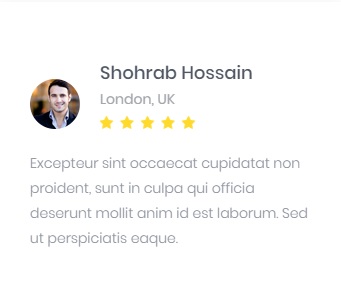 Shohrab Hossain
London, UK
Excepteur sint occaecat cupidatat non
proident, sunt in culpa qui officia
deserunt mollit anim id est laborum. Sed
ut perspiciatis eaque.